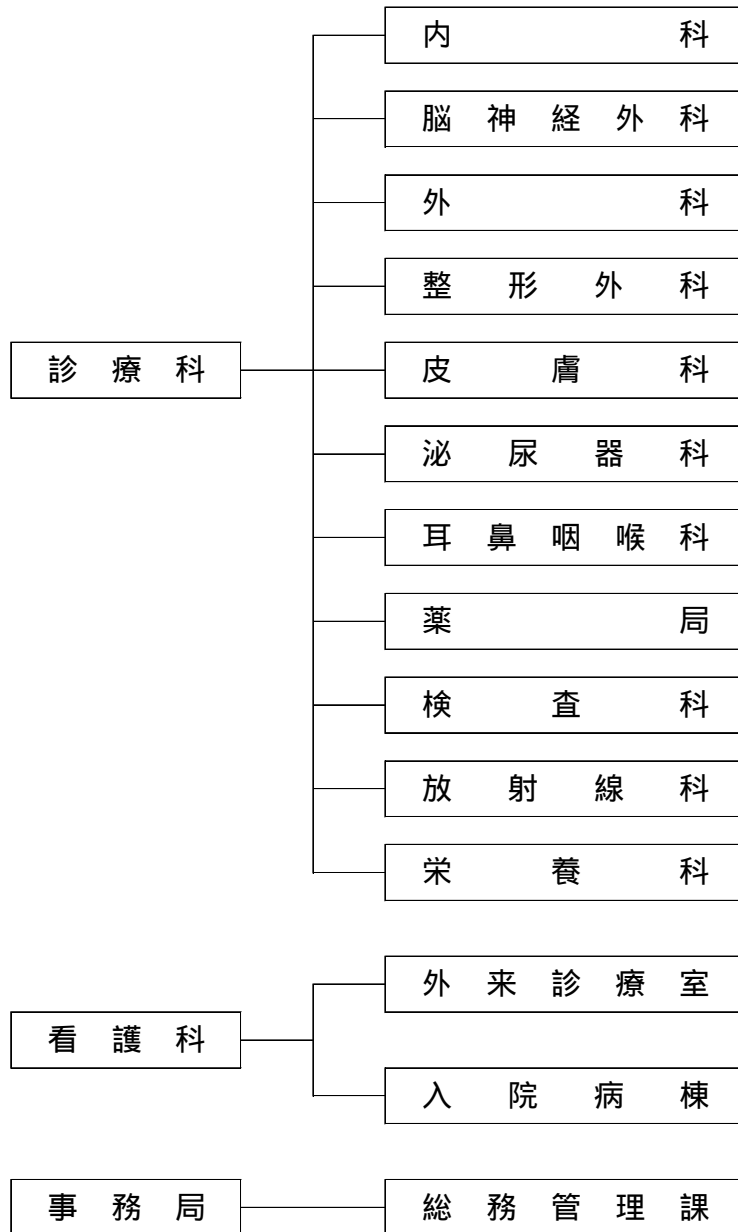 内科
脳神経外科
外科
整形外科
診療科
皮膚科
泌尿器科
耳鼻咽喉科
薬局
検査科
放射線科
栄養科
外来診療室
看護科
入院病棟
事務局
総務管理課